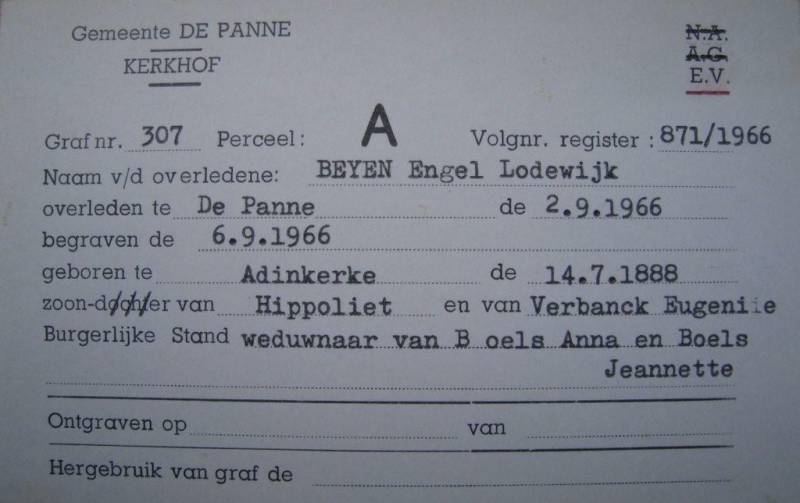 Gemeente DE PANNE
KERKHOF
N.A.
A.G.
E.V.
Graf nr. 307 Perceel: A Volgnr. register : 871/1966
Naam v/d overledene: BEYEN Engel Lodewijk
overleden te De Panne de 2.9.1966
begraven de 6.9.1966
geboren te Adinkerke de 14.7.1888
zoon-dochter van Hippoliet en van Verbanck Eugeniie
Burgerlijke Stand weduwnaar van B oels Anna en Boels
Jeannette
Ontgraven op van
Hergebruik van graf de